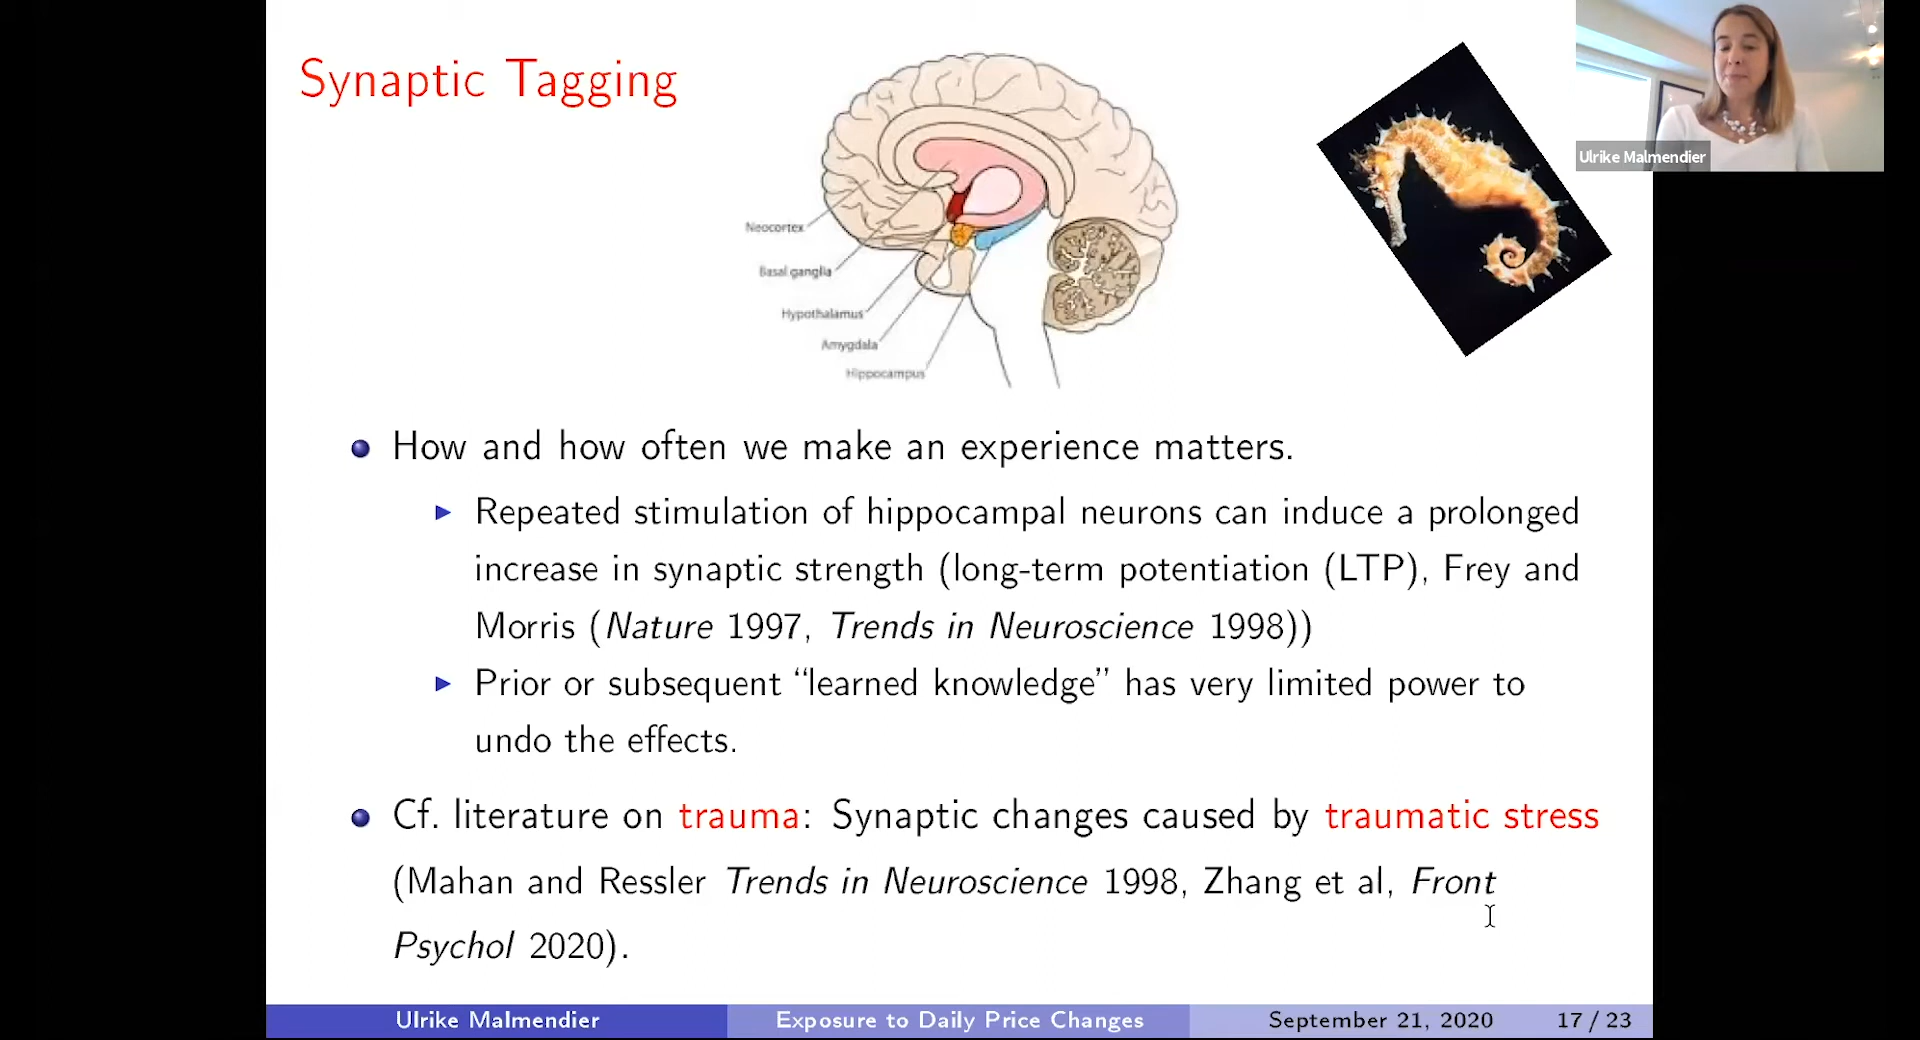 Synaptic Tagging
Ulrike Malmendier
Neocortex
Basal ganglia
Hypothalamus
Amygdala
Hippocampus
How and how often we make an experience matters.
Repeated stimulation of hippocampal neurons can induce a prolonged
increase in synaptic strength (long-term potentiation (LTP), Frey and
Morris (Nature 1997, Trends in Neuroscience 1998))
Prior or subsequent “learned knowledge” has very limited power to
undo the effects.
Cf. literature on trauma: Synaptic changes caused by traumatic stress
(Mahan and Ressler Trends in Neuroscience 1998, Zhang et al, Front
Psychol 2020).
Ulrike Malmendier Exposure to Daily Price Changes September 21, 2020 17 / 23